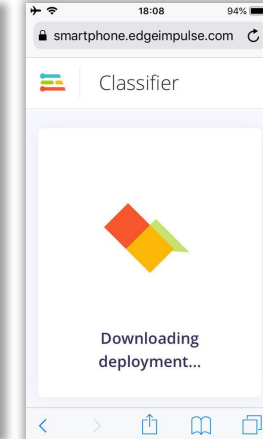 18:08
94%
smartphone.edgeimpulse.com
Classifier
Downloading
deployment...